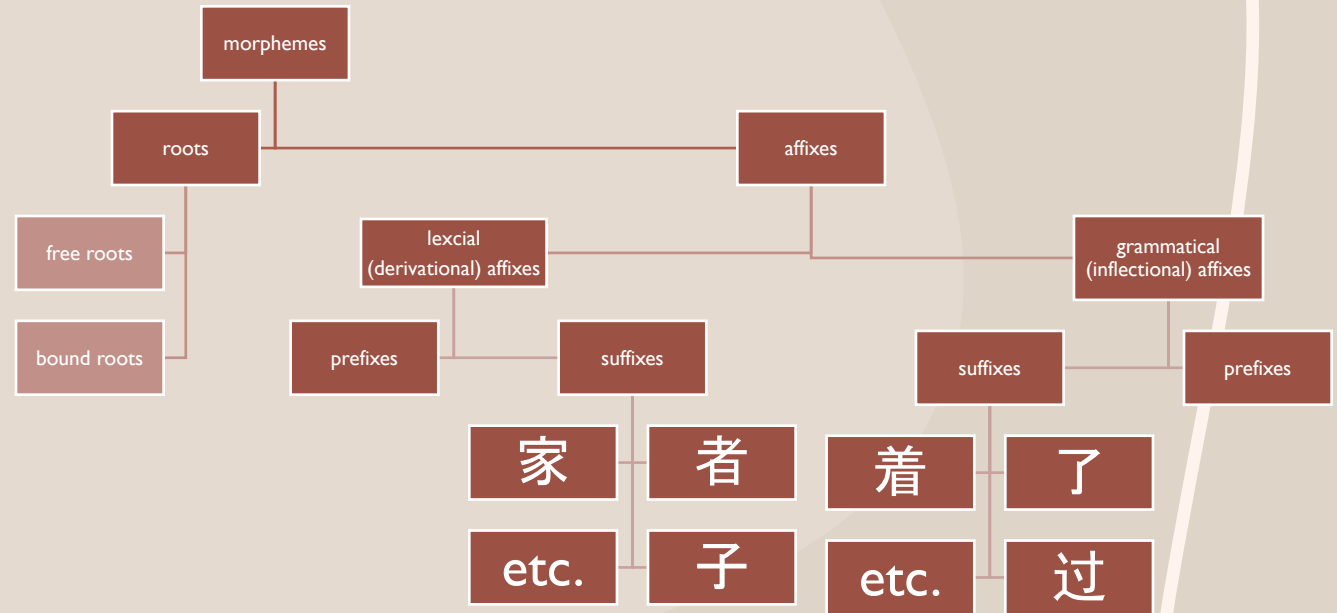 morphemes
roots
affixes
free roots
bound roots
lexcial
(derivational) affixes
prefixes
suffixes
家
者
etc.
子
grammatical
(inflectional) affixes
suffixes
prefixes
着
了
etc.
过